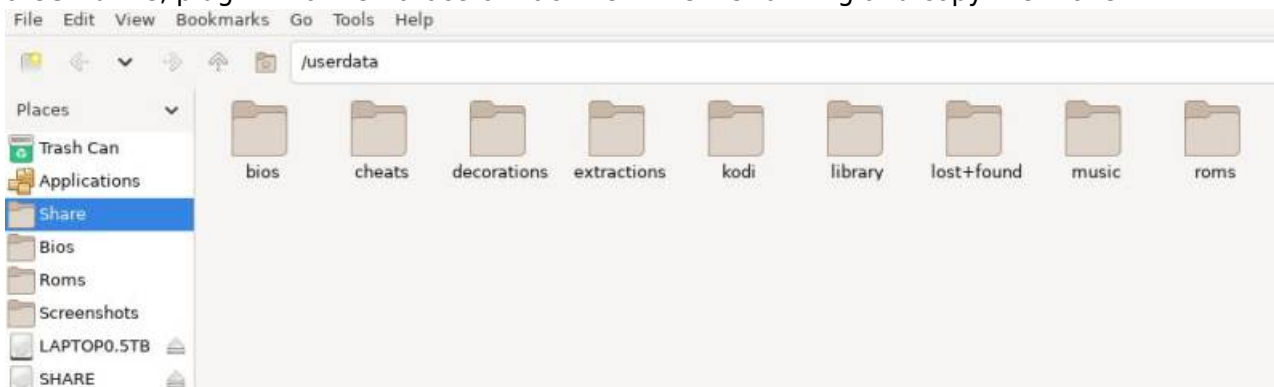 File Edit View Bookmarks Go Tools Help
/userdata
Places
Trash Can
Applications
Share
Bios
Roms
Screenshots
LAPTOP0.5TB
SHARE
bios cheats decorations extractions kodi library lost+found music roms